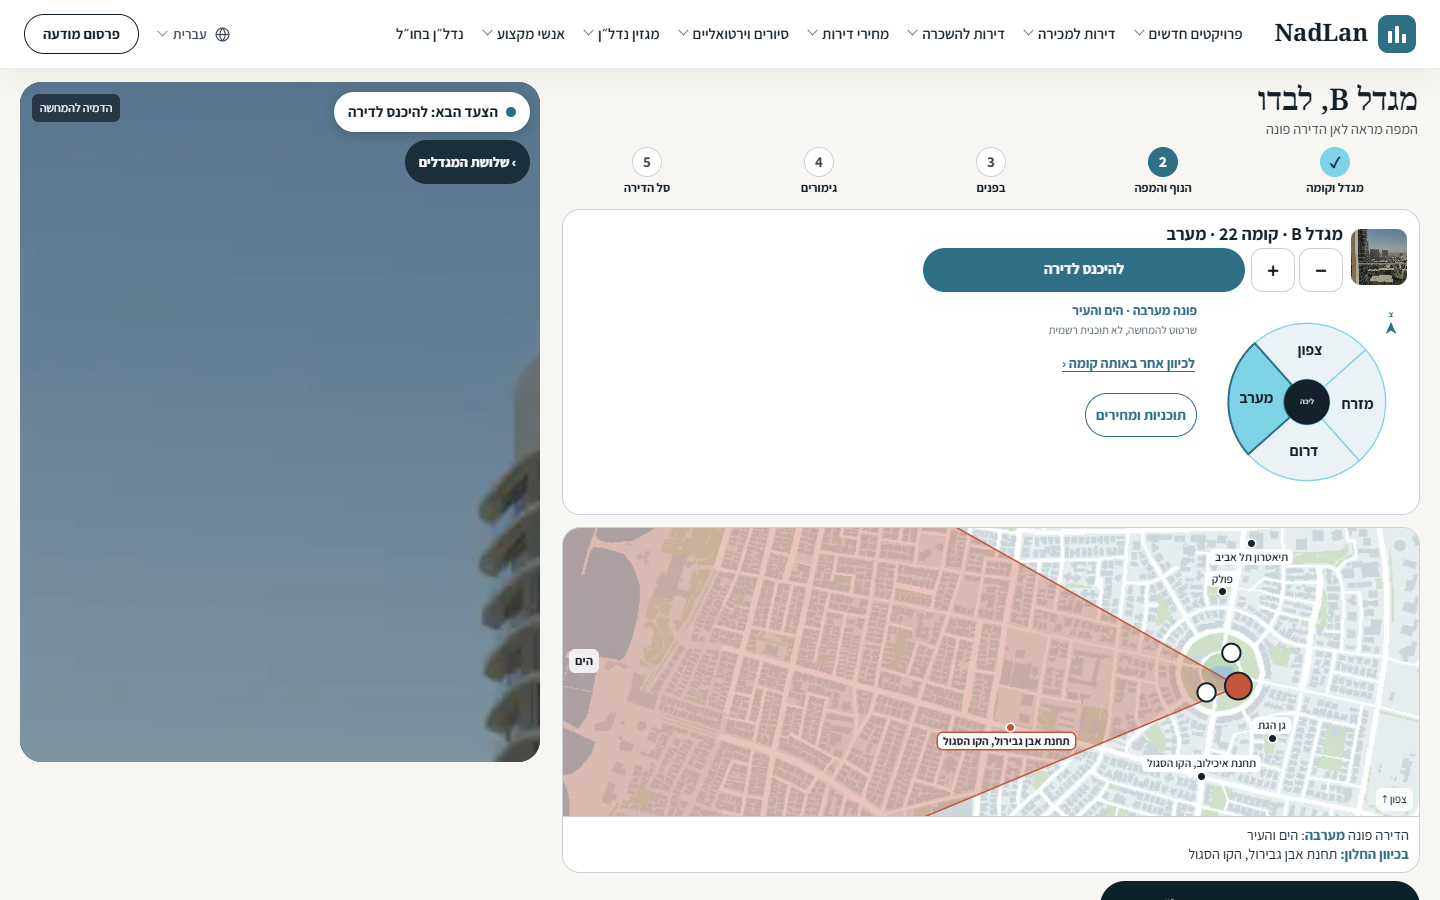 NadLan
פרויקטים חדשים
דירות למכירה
דירות להשכרה
מחירי דירות
סיורים וירטואליים
מגזין נדל״ן
אנשי מקצוע
נדל״ן בחו״ל
עברית
פרסום מודעה
מגדל B, לבדו
המפה מראה לאן הדירה פונה
✓ מגדל וקומה
2 הנוף והמפה
3 בפנים
4 גימורים
5 סל הדירה
מגדל B · קומה 22 · מערב
−
+
להיכנס לדירה
פונה מערבה · הים והעיר
שרטוט להמחשה, לא תוכנית רשמית
לכיוון אחר באותה קומה ›
תוכניות ומחירים
צ
צפון
מזרח
מערב
דרום
ליבה
תיאטרון תל אביב
פולק
הים
גן הגת
תחנת אבן גבירול, הקו הסגול
תחנת איכילוב, הקו הסגול
צפון ↑
הדירה פונה מערבה: הים והעיר
בכיוון החלון: תחנת אבן גבירול, הקו הסגול
הצעד הבא: להיכנס לדירה
הדמיה להמחשה
‹ שלושת המגדלים